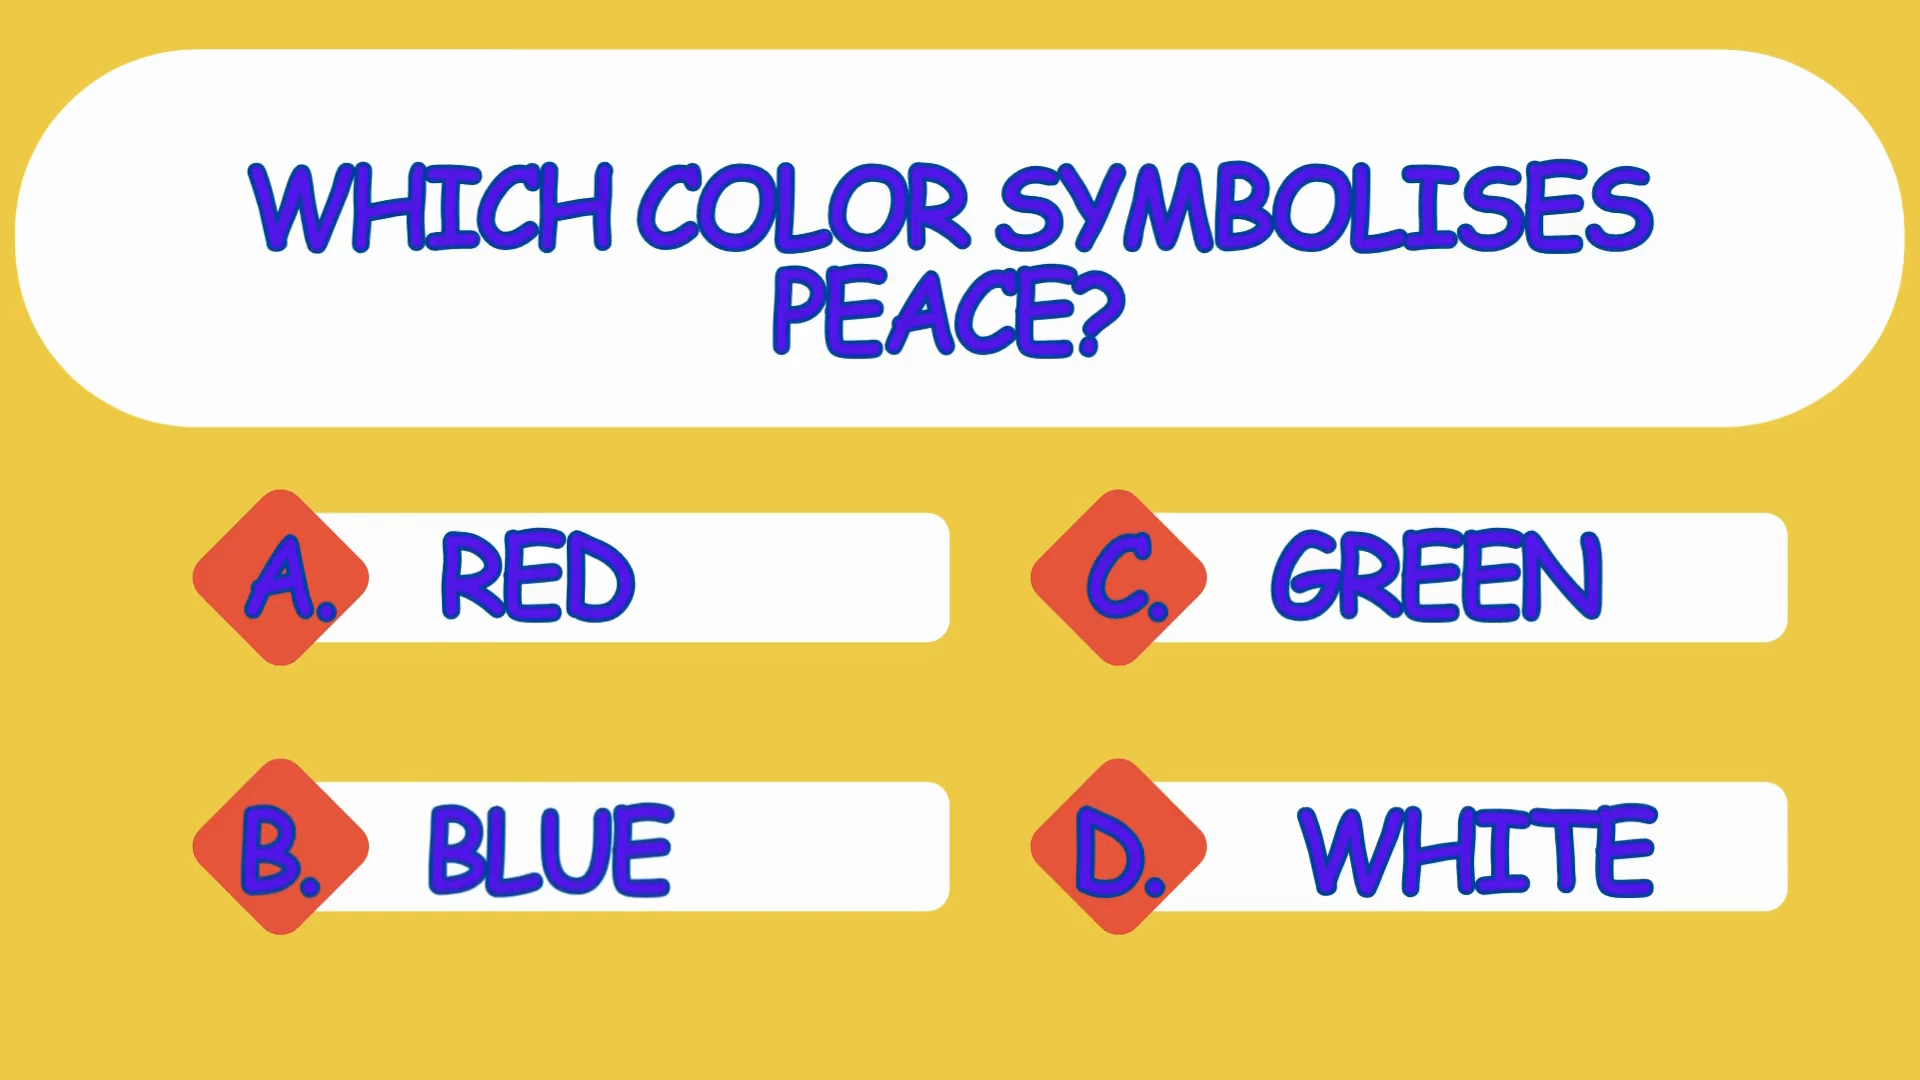 WHICH COLOR SYMBOLISES
PEACE?
A. RED
C. GREEN
B. BLUE
D. WHITE